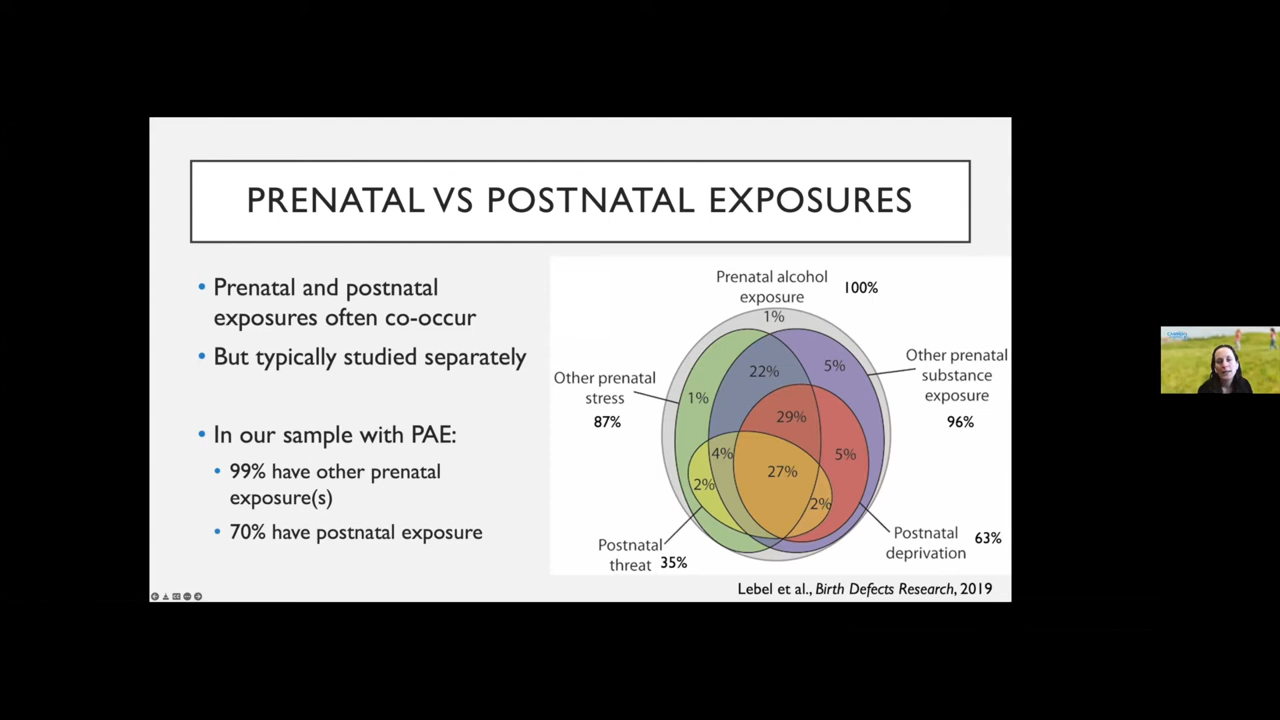 PRENATAL VS POSTNATAL EXPOSURES
• Prenatal and postnatal
exposures often co-occur
• But typically studied separately
• In our sample with PAE:
• 99% have other prenatal
exposure(s)
• 70% have postnatal exposure
Prenatal alcohol
exposure
100%
1%
Other prenatal
substance
exposure
96%
Other prenatal
stress
87%
22%
5%
1%
29%
4%
5%
27%
2%
2%
Postnatal
deprivation
63%
Postnatal
threat
35%
Lebel et al., Birth Defects Research, 2019